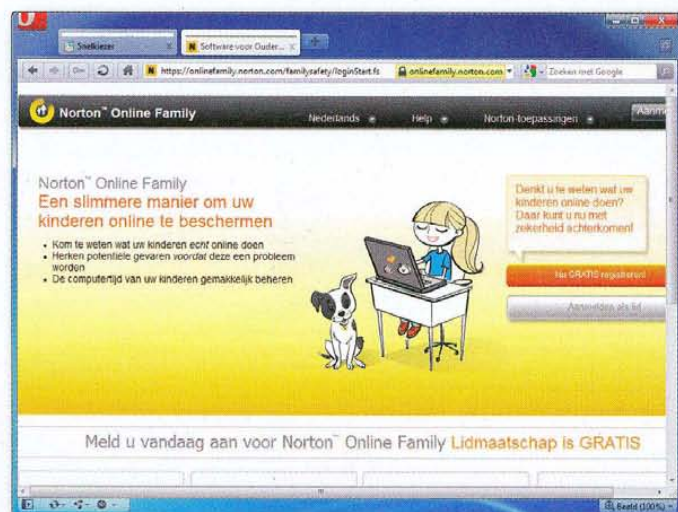 Snelkiezer
Software voor Ouder...
https://onlinefamily.norton.com/familysafety/loginStart.fs
onlinefamily.norton.com
Zoeken met Google
Norton™ Online Family
Nederlands
Help
Norton-toepassingen
Aanme
Norton™ Online Family
Een slimmere manier om uw
kinderen online te beschermen
• Kom te weten wat uw kinderen echt online doen
• Herken potentiële gevaren voordat deze een probleem
worden
• De computertijd van uw kinderen gemakkelijk beheren
Denkt u te weten wat uw
kinderen online doen?
Daar kunt u nu met
zekerheid achterkomen!
Nu GRATIS registreren!
Aanmelden als lid
Meld u vandaag aan voor Norton™ Online Family Lidmaatschap is GRATIS
Beeld (100%)